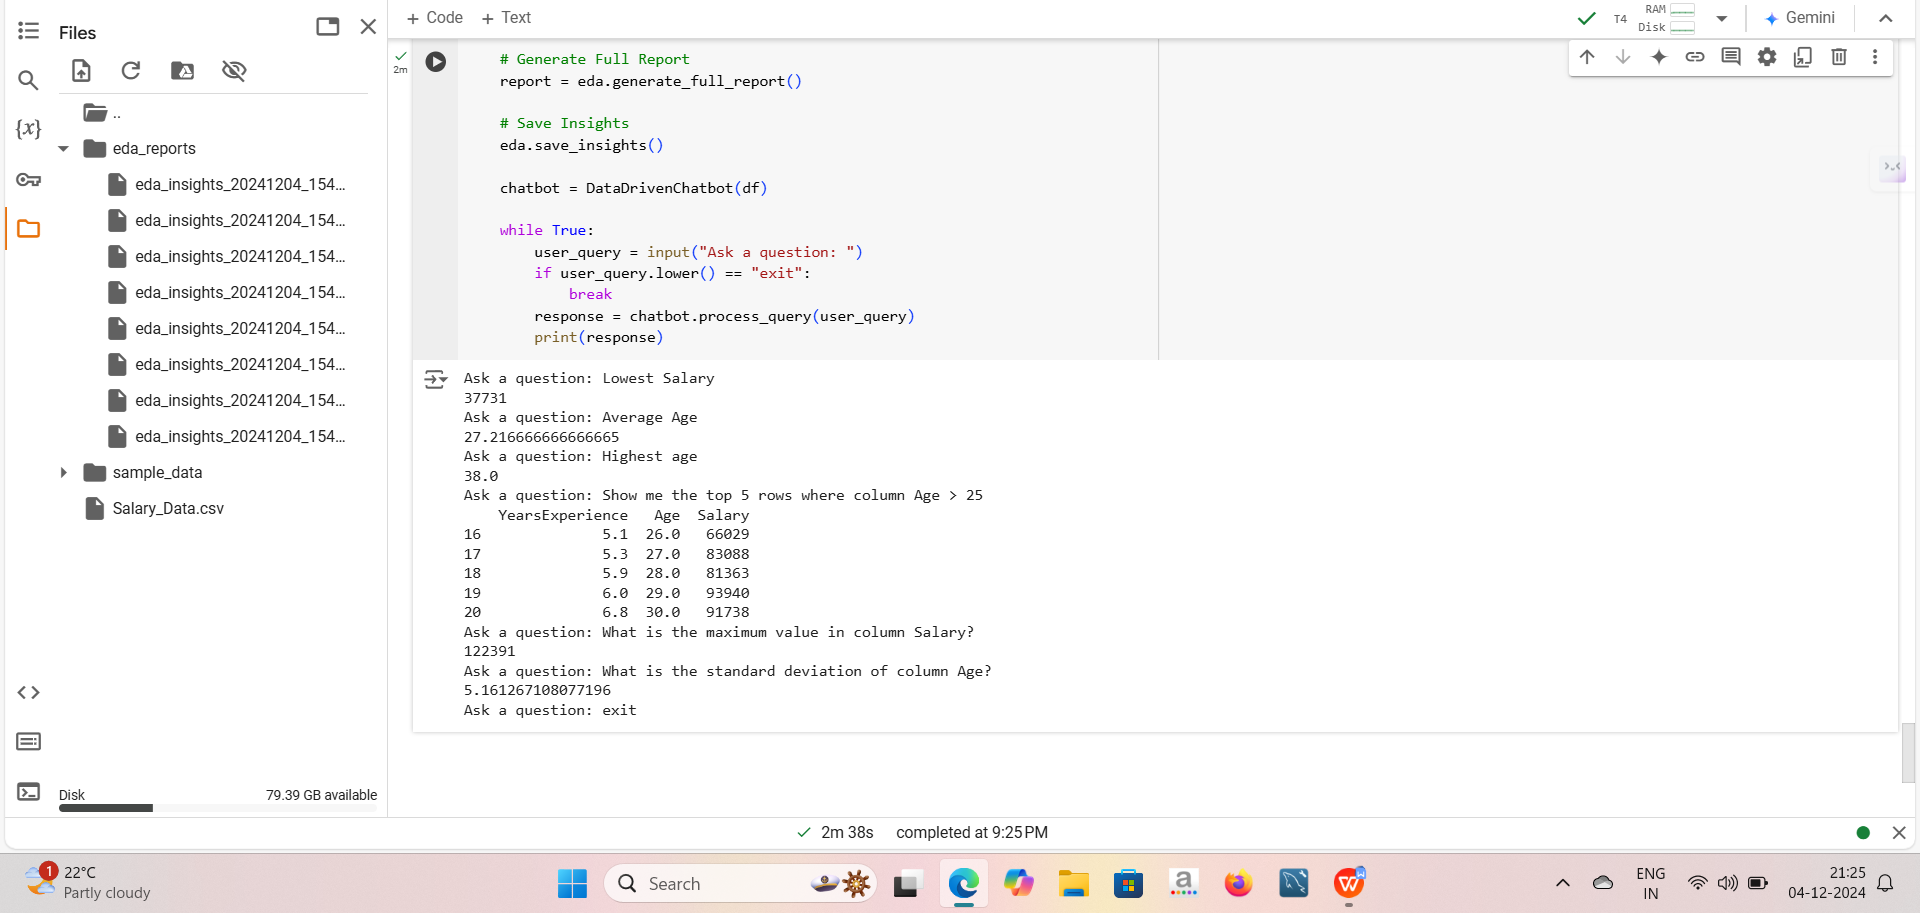 Files
..
eda_reports
eda_insights_20241204_154...
eda_insights_20241204_154...
eda_insights_20241204_154...
eda_insights_20241204_154...
eda_insights_20241204_154...
eda_insights_20241204_154...
eda_insights_20241204_154...
eda_insights_20241204_154...
sample_data
Salary_Data.csv
Disk 79.39 GB available
+ Code + Text
T4 RAM
Disk
Gemini
2m
# Generate Full Report
report = eda.generate_full_report()
# Save Insights
eda.save_insights()
chatbot = DataDrivenChatbot(df)
while True:
    user_query = input("Ask a question: ")
    if user_query.lower() == "exit":
        break
    response = chatbot.process_query(user_query)
    print(response)
Ask a question: Lowest Salary
37731
Ask a question: Average Age
27.216666666666665
Ask a question: Highest age
38.0
Ask a question: Show me the top 5 rows where column Age > 25
    YearsExperience   Age  Salary
16              5.1  26.0   66029
17              5.3  27.0   83088
18              5.9  28.0   81363
19              6.0  29.0   93940
20              6.8  30.0   91738
Ask a question: What is the maximum value in column Salary?
122391
Ask a question: What is the standard deviation of column Age?
5.161267108077196
Ask a question: exit
2m 38s completed at 9:25 PM
1
22°C
Partly cloudy
Search
ENG
IN
21:25
04-12-2024